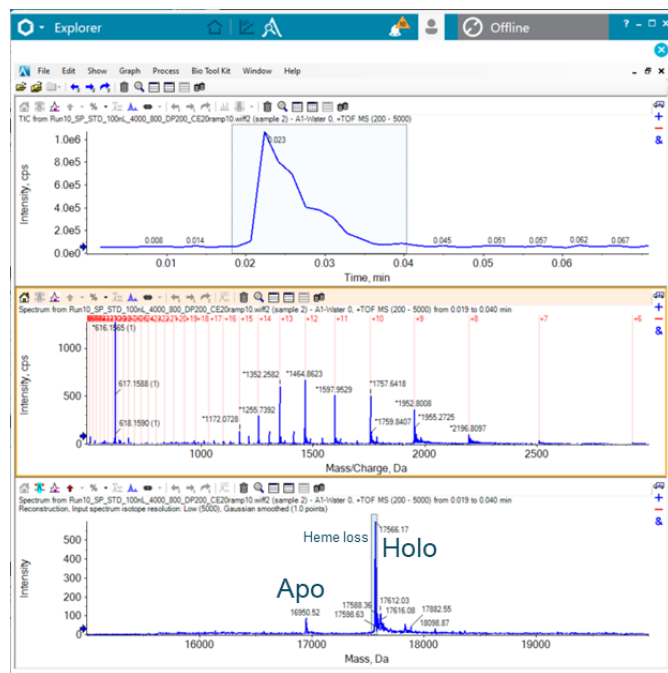 Explorer
10
Offline
? - □ ×
File Edit Show Graph Process Bio Tool Kit Window Help
TIC from Run10_SP_STD_100nL_4000_800_DP200_CE20ramp10.wiff2 (sample 2) - A1-Water 0, +TOF MS (200 - 5000)
Intensity, cps
1.0e6
8.0e5
6.0e5
4.0e5
2.0e5
0.0e0
0.023
0.008 0.014 0.045 0.051 0.057 0.062 0.067
0.01 0.02 0.03 0.04 0.05 0.06
Time, min
Spectrum from Run10_SP_STD_100nL_4000_800_DP200_CE20ramp10.wiff2 (sample 2) - A1-Water 0, +TOF MS (200 - 5000) from 0.019 to 0.040 min
+20 +19 +18 +17 +16 +15 +14 +13 +12 +11 +10 +9 +8 +7 +6
*616.1565 (1)
617.1588 (1)
618.1590 (1)
*1172.0728
*1255.7392
*1352.2582
*1464.8623
*1597.9529
*1757.6418
*1759.8407
*1952.8008
*1955.2725
*2196.8097
Intensity, cps
1000
500
0
1000 1500 2000 2500
Mass/Charge, Da
Spectrum from Run10_SP_STD_100nL_4000_800_DP200_CE20ramp10.wiff2 (sample 2) - A1-Water 0, +TOF MS (200 - 5000) from 0.019 to 0.040 min
Reconstruction, Input spectrum isotope resolution: Low (5000), Gaussian smoothed (1.0 points)
Intensity
500
400
300
200
100
0
Heme loss
17566.17
Holo
Apo
16950.52
17588.36
17598.63
17612.03
17616.08
17882.55
18098.87
16000 17000 18000 19000
Mass, Da